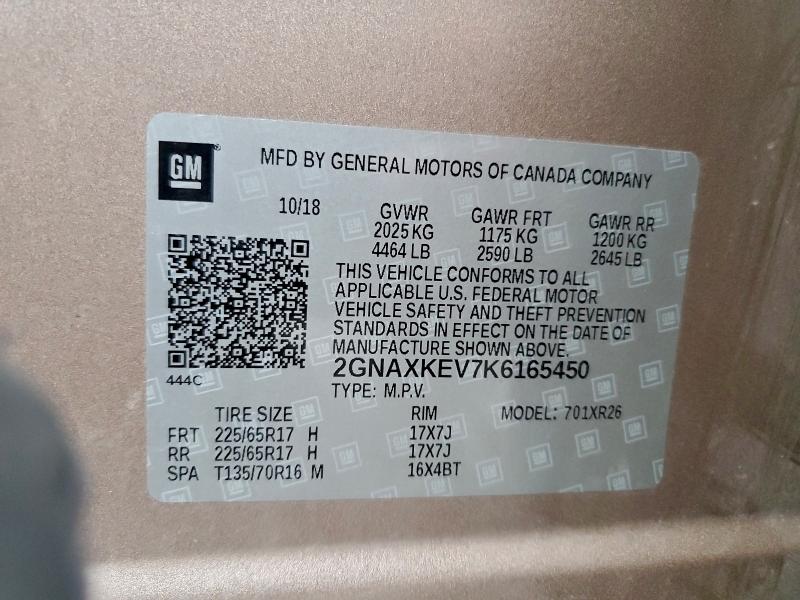 GM
MFD BY GENERAL MOTORS OF CANADA COMPANY
10/18 GVWR GAWR FRT GAWR RR
2025 KG 1175 KG 1200 KG
4464 LB 2590 LB 2645 LB
THIS VEHICLE CONFORMS TO ALL
APPLICABLE U.S. FEDERAL MOTOR
VEHICLE SAFETY AND THEFT PREVENTION
STANDARDS IN EFFECT ON THE DATE OF
MANUFACTURE SHOWN ABOVE.
2GNAXKEV7K6165450
444C
TYPE: M.P.V.
TIRE SIZE RIM MODEL: 701XR26
FRT 225/65R17 H 17X7J
RR 225/65R17 H 17X7J
SPA T135/70R16 M 16X4BT